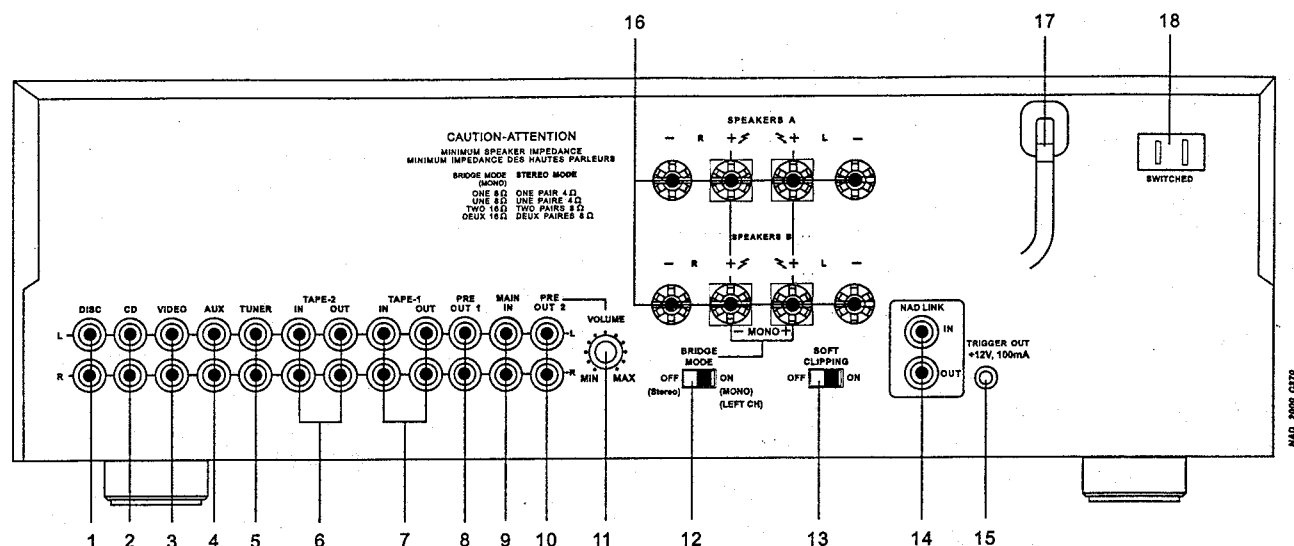 16 17 18
SPEAKERS A
CAUTION-ATTENTION
MINIMUM SPEAKER IMPEDANCE
MINIMUM IMPEDANCE DES HAUTES PARLEURS
BRIDGE MODE STEREO MODE
(MONO)
ONE 8Ω ONE PAIR 4Ω
UNE 8Ω UNE PAIRE 4Ω
TWO 16Ω TWO PAIRS 8Ω
DEUX 16Ω DEUX PAIRES 8Ω
− R + + L −
SWITCHED
SPEAKERS B
− R + + L −
− MONO +
DISC CD VIDEO AUX TUNER TAPE-2 IN OUT TAPE-1 IN OUT PRE OUT 1 MAIN IN PRE OUT 2
L L
R R
VOLUME
MIN MAX
BRIDGE MODE
OFF ON
(Stereo) (MONO)
(LEFT CH)
SOFT CLIPPING
OFF ON
NAD LINK
IN
OUT
TRIGGER OUT
+12V, 100mA
NAD 2000 C370
1 2 3 4 5 6 7 8 9 10 11 12 13 14 15